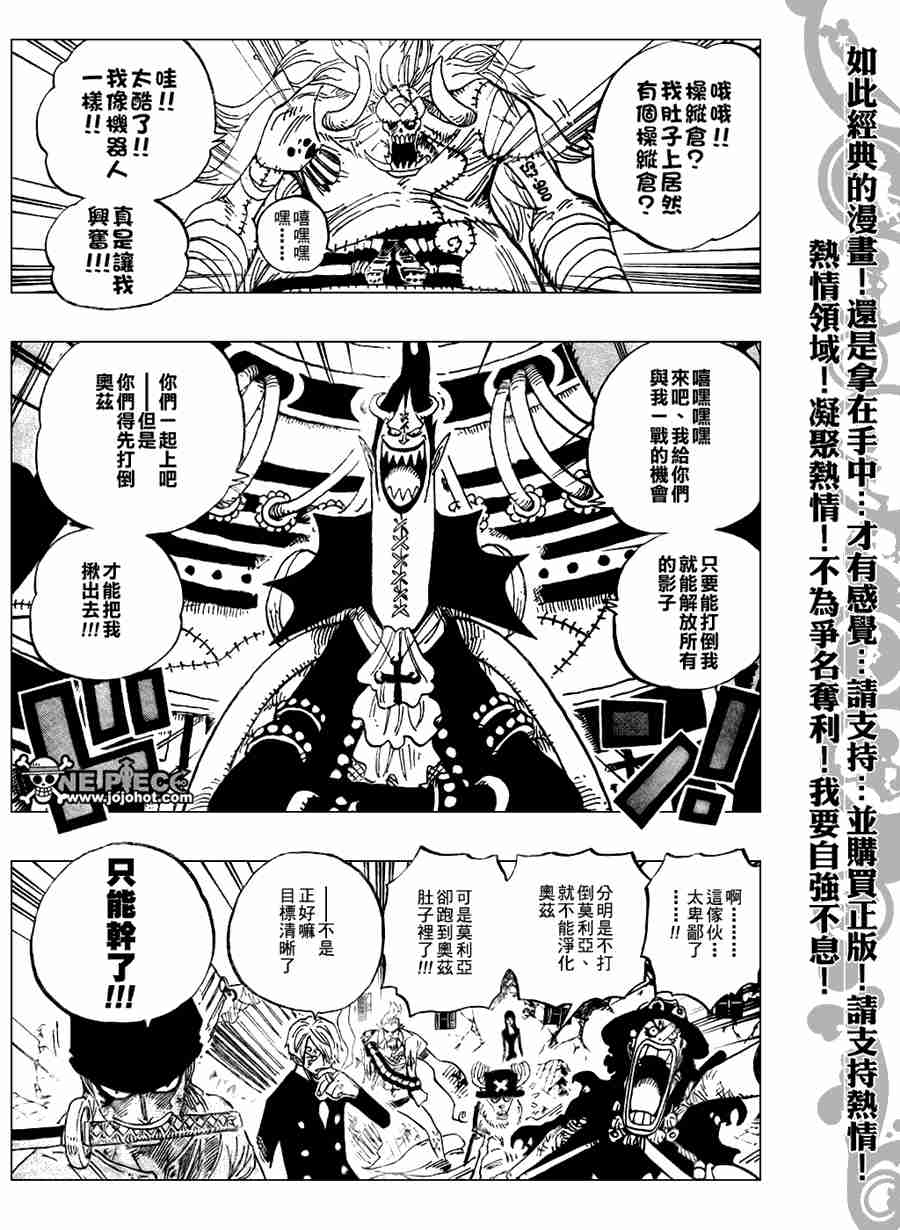 哦哦!!
操縱倉?
我肚子上居然
有個操縱倉?
哇!!
太酷了!!
我像機器人
一樣!!
真是讓我
興奮!!!
嘻嘿嘿
嘿……
嘻嘿嘿嘿
來吧、我給你們
與我一戰的機會
只要能打倒我
就能解放所有
的影子
你們一起上吧
——但是
你們得先打倒
奧茲
才能把我
揪出去!!!
ONE PIECE
www.jojohot.com
啊………
這傢伙…
……太卑鄙了
……!!
分明是不打
倒莫利亞、
就不能淨化
奧茲
可是莫利亞
卻跑到奧茲
肚子裡了!!!
——不是
正好嘛
目標清晰了
只能幹了!!!
如此經典的漫畫!還是拿在手中…才有感覺…請支持…並購買正版!請支持熱情!
熱情領域!凝聚熱情!不為爭名奪利!我要自強不息!